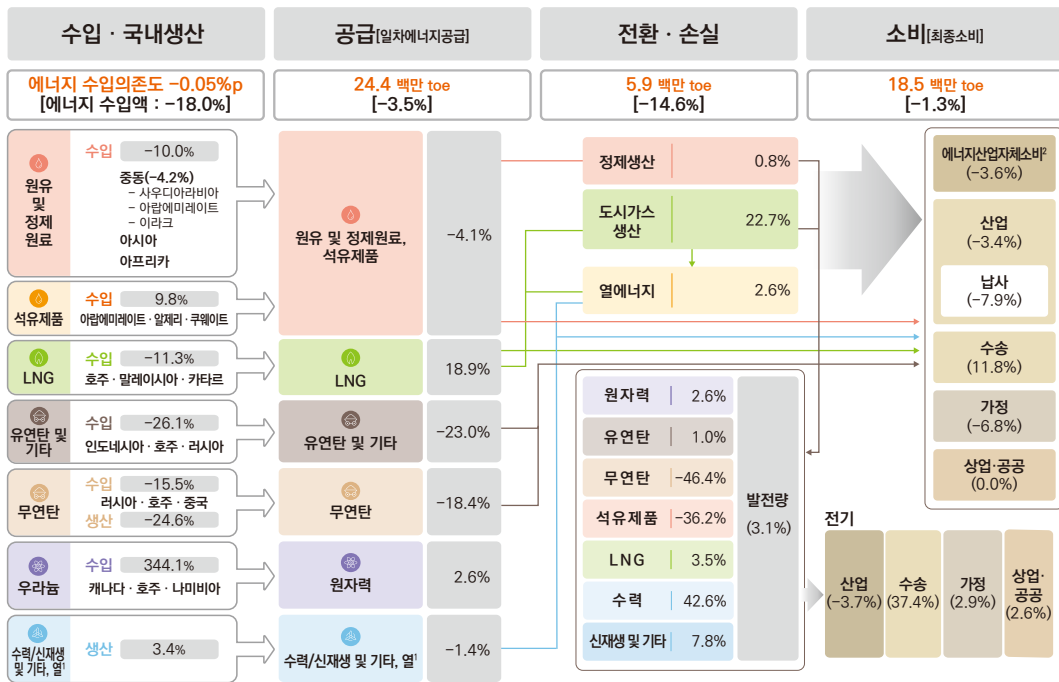 수입 · 국내생산
공급[일차에너지공급]
전환 · 손실
소비[최종소비]
에너지 수입의존도 -0.05%p
[에너지 수입액 : -18.0%]
24.4 백만 toe
[-3.5%]
5.9 백만 toe
[-14.6%]
18.5 백만 toe
[-1.3%]
원유
및
정제
원료
수입 -10.0%
중동(-4.2%)
- 사우디아라비아
- 아랍에미레이트
- 이라크
아시아
아프리카
석유제품
수입 9.8%
아랍에미레이트 · 알제리 · 쿠웨이트
LNG
수입 -11.3%
호주 · 말레이시아 · 카타르
유연탄 및
기타
수입 -26.1%
인도네시아 · 호주 · 러시아
무연탄
수입 -15.5%
러시아 · 호주 · 중국
생산 -24.6%
우라늄
수입 344.1%
캐나다 · 호주 · 나미비아
수력/신재생
및 기타, 열¹
생산 3.4%
원유 및 정제원료,
석유제품
-4.1%
LNG
18.9%
유연탄 및 기타
-23.0%
무연탄
-18.4%
원자력
2.6%
수력/신재생 및 기타, 열¹
-1.4%
정제생산 0.8%
도시가스
생산
22.7%
열에너지 2.6%
원자력 2.6%
유연탄 1.0%
무연탄 -46.4%
석유제품 -36.2%
LNG 3.5%
수력 42.6%
신재생 및 기타 7.8%
발전량
(3.1%)
에너지산업자체소비²
(-3.6%)
산업
(-3.4%)
납사
(-7.9%)
수송
(11.8%)
가정
(-6.8%)
상업·공공
(0.0%)
전기
산업
(-3.7%)
수송
(37.4%)
가정
(2.9%)
상업·
공공
(2.6%)